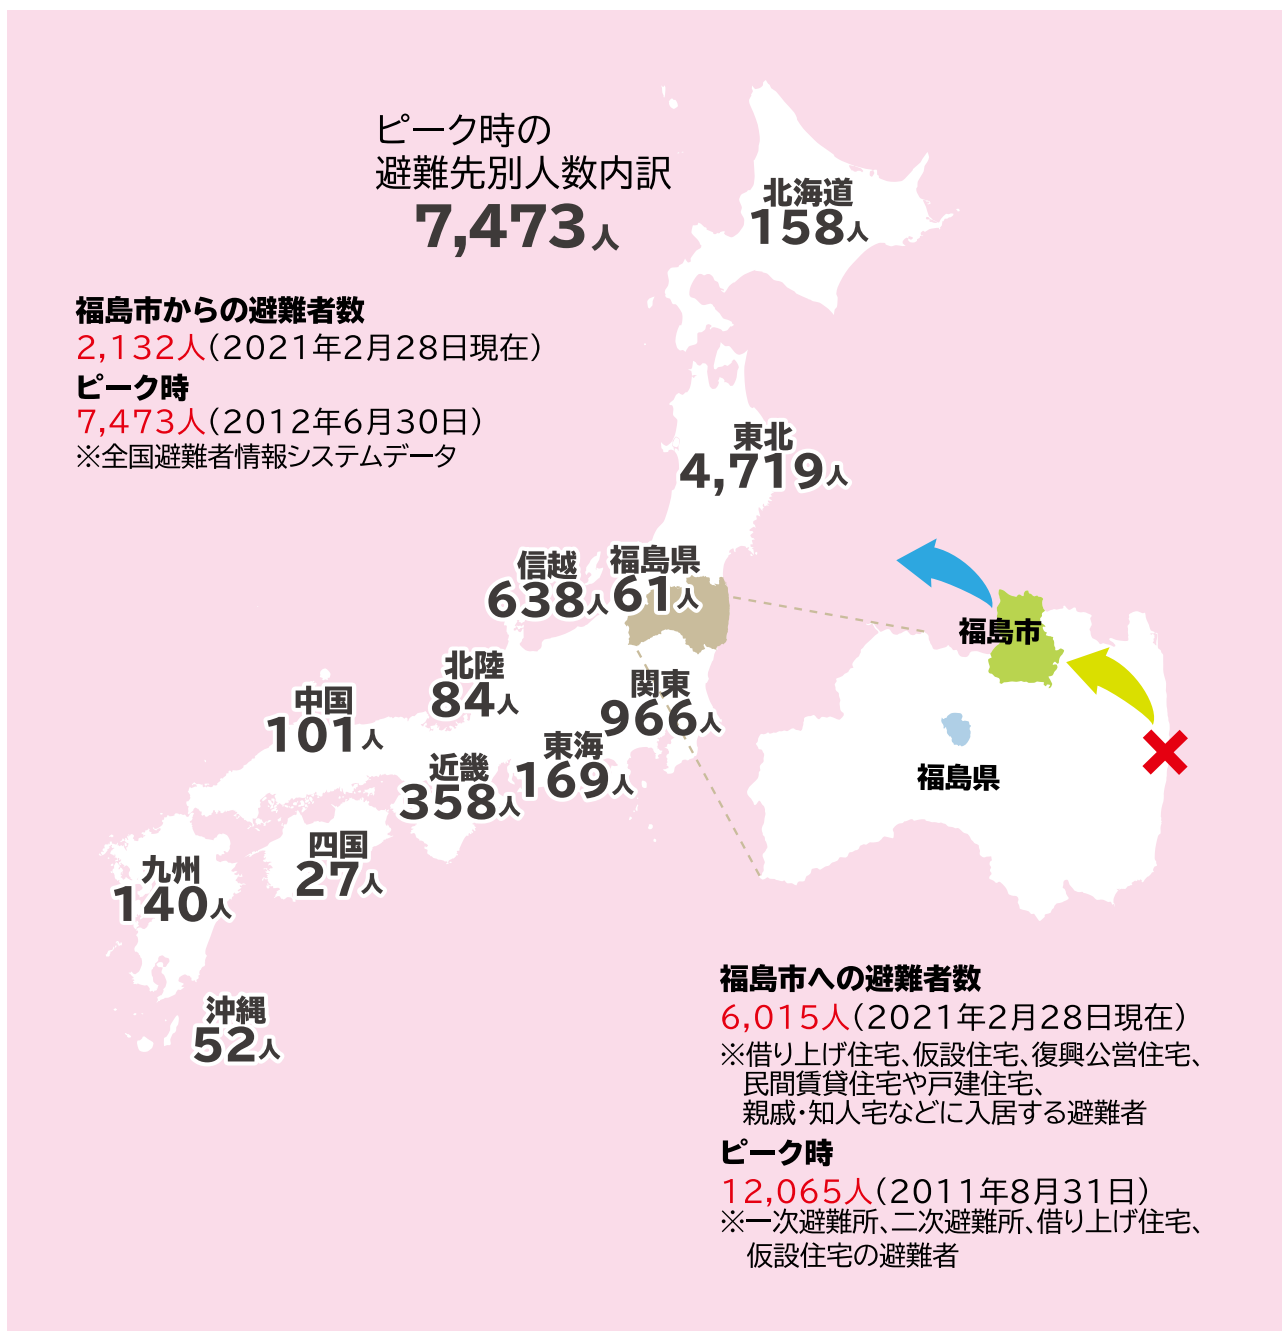 ピーク時の
避難先別人数内訳
7,473人
福島市からの避難者数
2,132人(2021年2月28日現在)
ピーク時
7,473人(2012年6月30日)
※全国避難者情報システムデータ
北海道
158人
東北
4,719人
信越
638人
福島県
61人
北陸
84人
関東
966人
中国
101人
東海
169人
近畿
358人
四国
27人
九州
140人
沖縄
52人
福島市
福島県
福島市への避難者数
6,015人(2021年2月28日現在)
※借り上げ住宅、仮設住宅、復興公営住宅、
民間賃貸住宅や戸建住宅、
親戚・知人宅などに入居する避難者
ピーク時
12,065人(2011年8月31日)
※一次避難所、二次避難所、借り上げ住宅、
仮設住宅の避難者